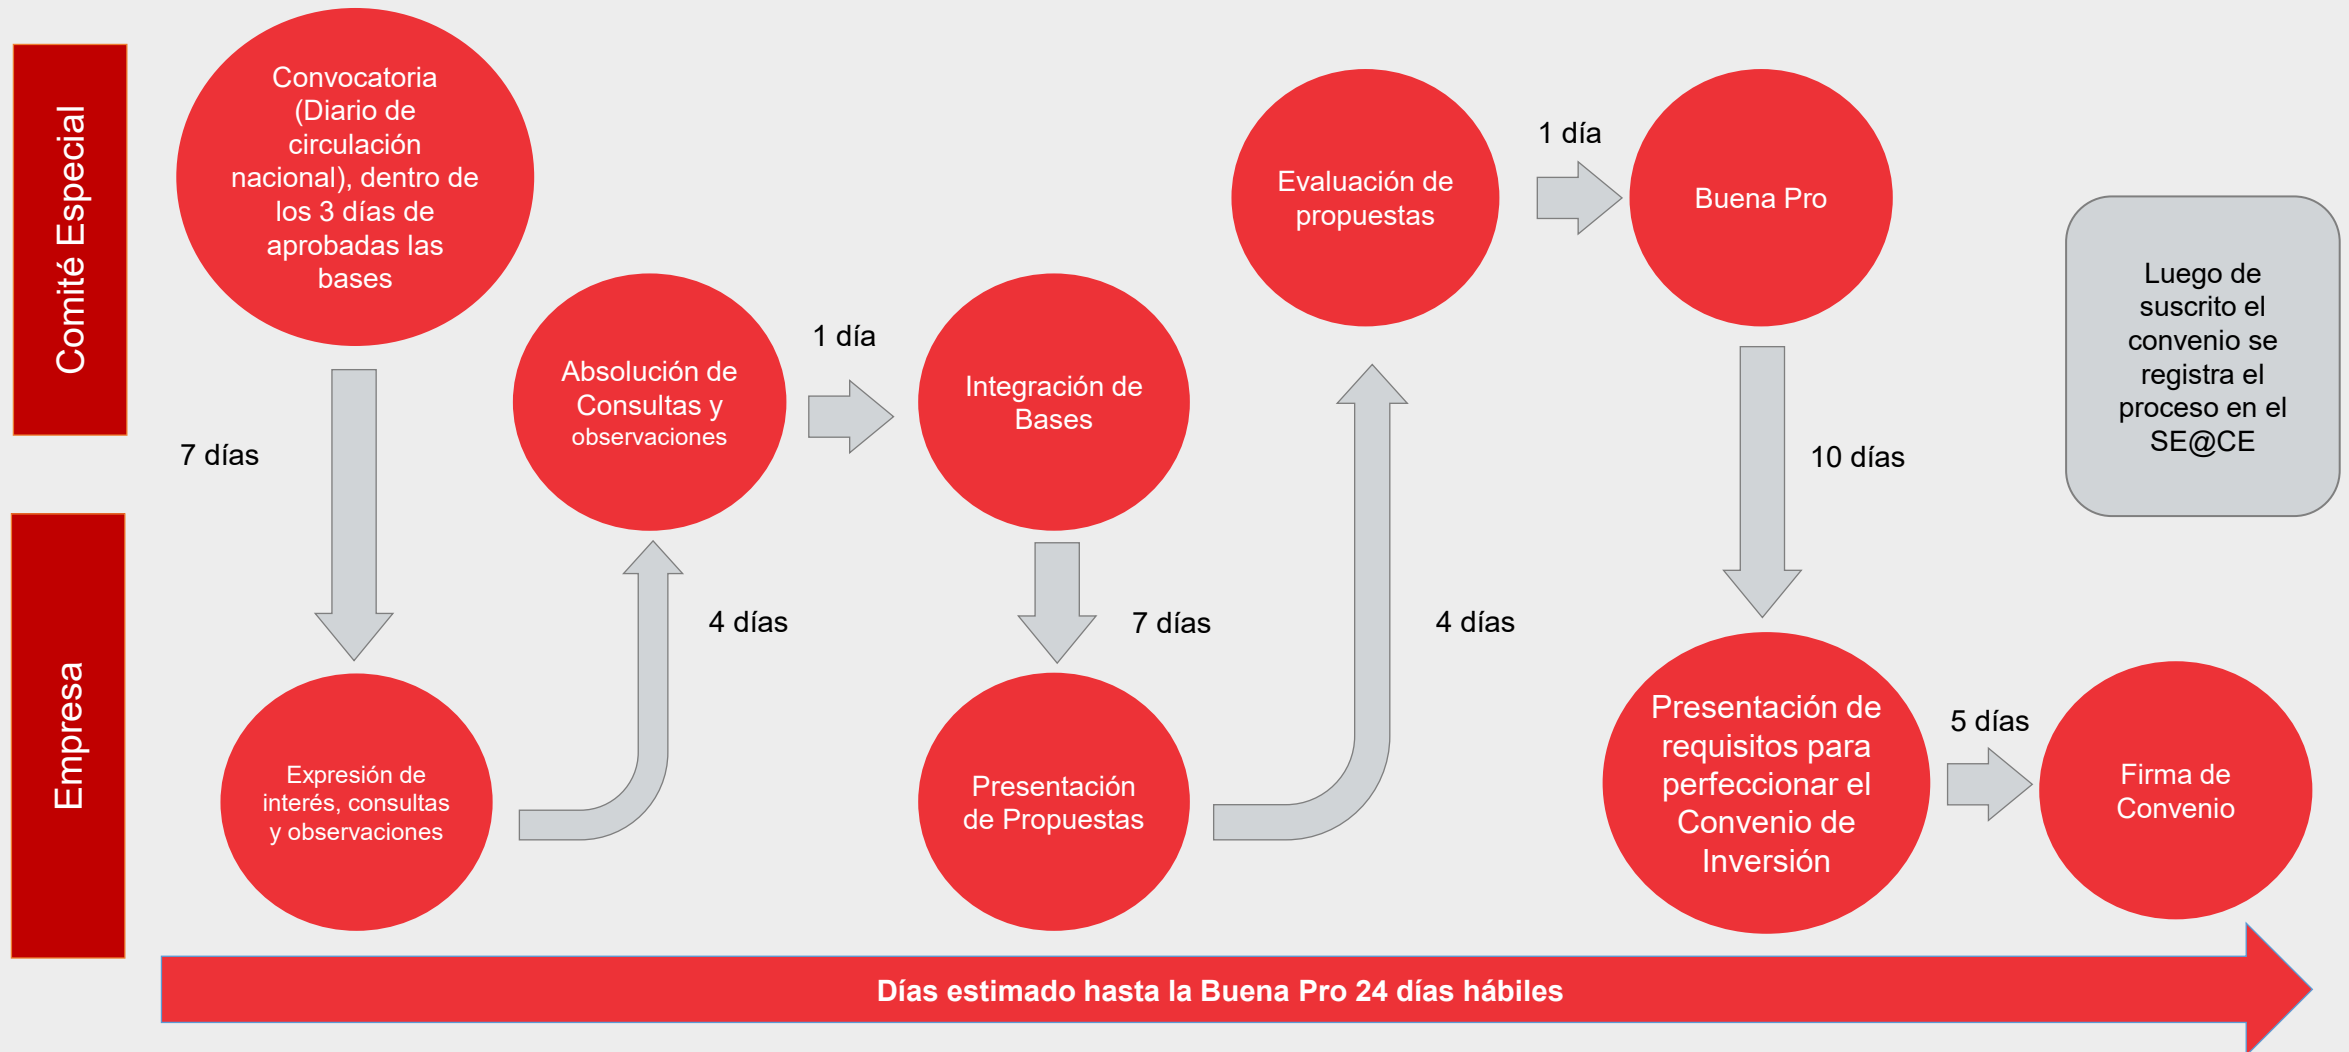 Comité Especial
Empresa
Convocatoria
(Diario de
circulación
nacional), dentro de
los 3 días de
aprobadas las
bases
7 días
Expresión de
interés, consultas
y observaciones
4 días
Absolución de
Consultas y
observaciones
1 día
Integración de
Bases
7 días
Presentación
de Propuestas
4 días
Evaluación de
propuestas
1 día
Buena Pro
10 días
Presentación de
requisitos para
perfeccionar el
Convenio de
Inversión
5 días
Firma de
Convenio
Luego de
suscrito el
convenio se
registra el
proceso en el
SE@CE
Días estimado hasta la Buena Pro 24 días hábiles